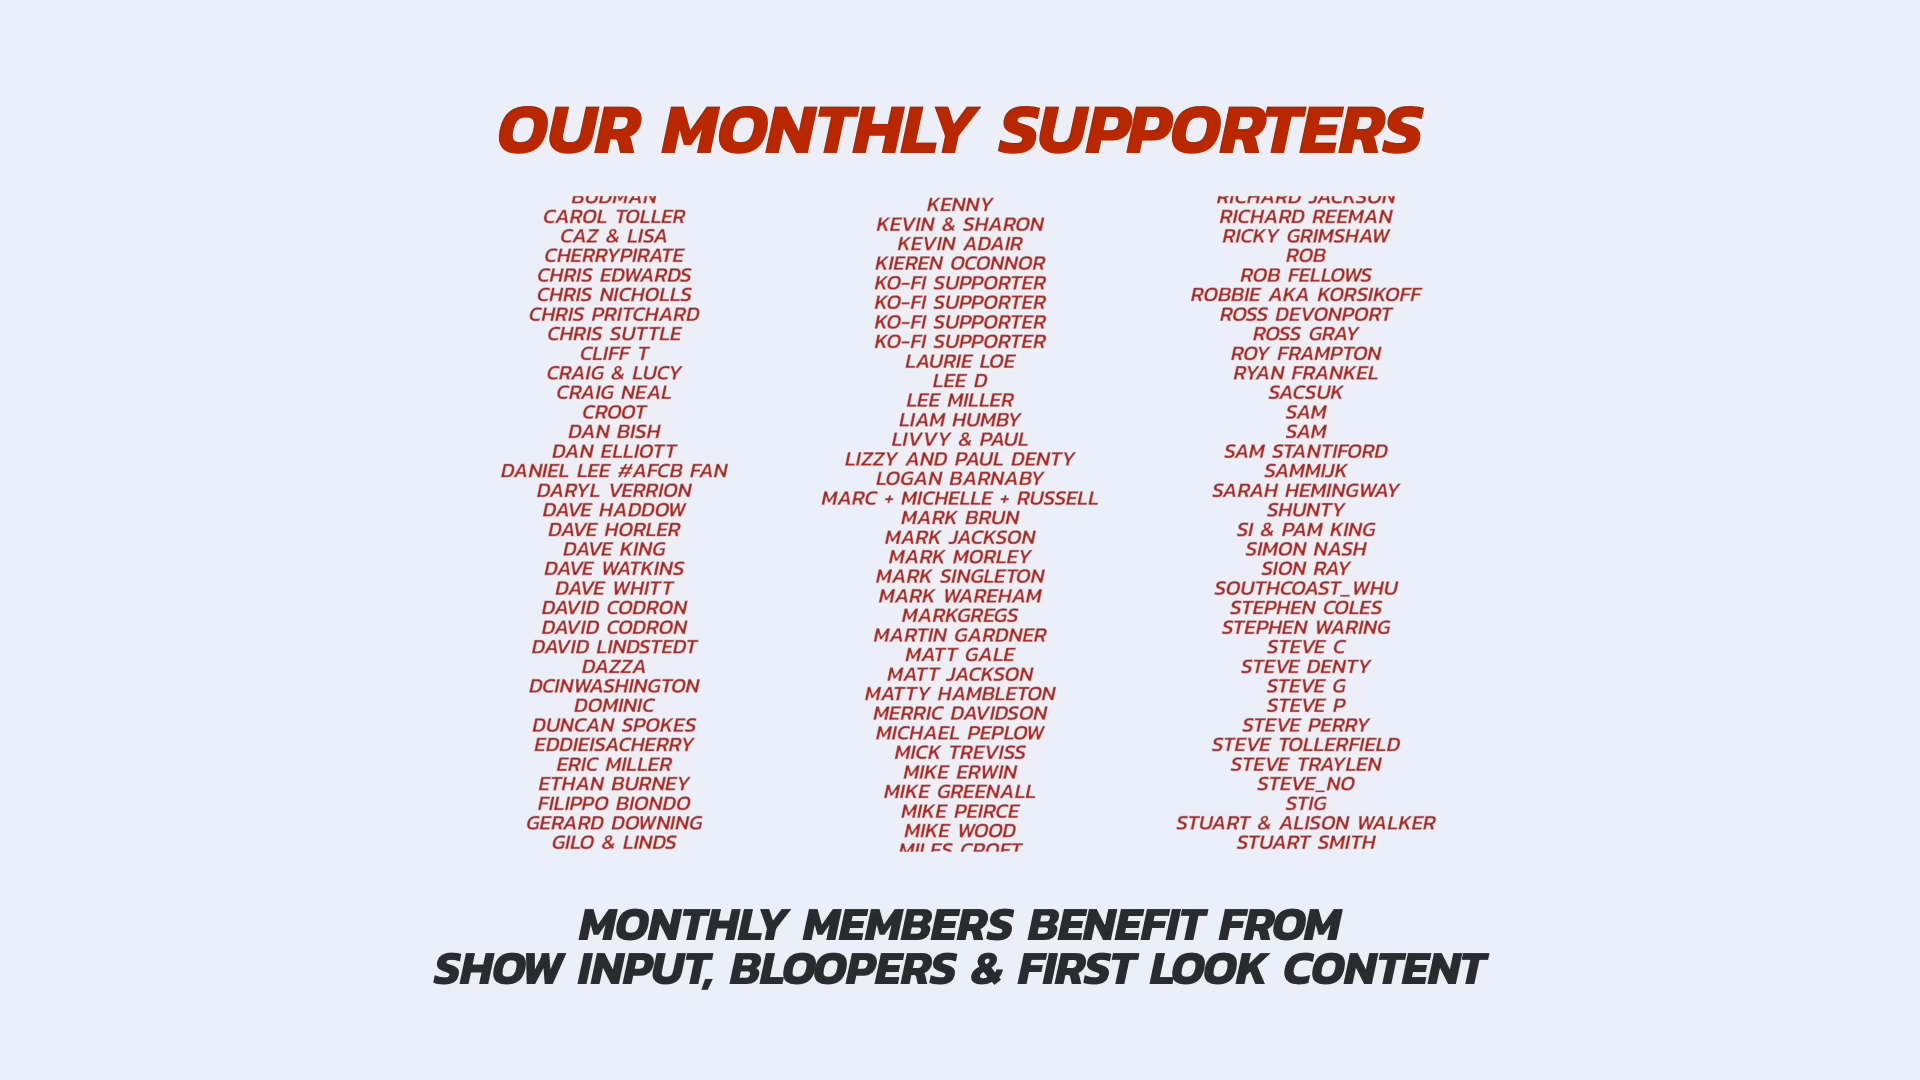 OUR MONTHLY SUPPORTERS
BUDMAN
CAROL TOLLER
CAZ & LISA
CHERRYPIRATE
CHRIS EDWARDS
CHRIS NICHOLLS
CHRIS PRITCHARD
CHRIS SUTTLE
CLIFF T
CRAIG & LUCY
CRAIG NEAL
CROOT
DAN BISH
DAN ELLIOTT
DANIEL LEE #AFCB FAN
DARYL VERRION
DAVE HADDOW
DAVE HORLER
DAVE KING
DAVE WATKINS
DAVE WHITT
DAVID CODRON
DAVID CODRON
DAVID LINDSTEDT
DAZZA
DCINWASHINGTON
DOMINIC
DUNCAN SPOKES
EDDIEISACHERRY
ERIC MILLER
ETHAN BURNEY
FILIPPO BIONDO
GERARD DOWNING
GILO & LINDS
KENNY
KEVIN & SHARON
KEVIN ADAIR
KIEREN OCONNOR
KO-FI SUPPORTER
KO-FI SUPPORTER
KO-FI SUPPORTER
KO-FI SUPPORTER
LAURIE LOE
LEE D
LEE MILLER
LIAM HUMBY
LIVVY & PAUL
LIZZY AND PAUL DENTY
LOGAN BARNABY
MARC + MICHELLE + RUSSELL
MARK BRUN
MARK JACKSON
MARK MORLEY
MARK SINGLETON
MARK WAREHAM
MARKGREGS
MARTIN GARDNER
MATT GALE
MATT JACKSON
MATTY HAMBLETON
MERRIC DAVIDSON
MICHAEL PEPLOW
MICK TREVISS
MIKE ERWIN
MIKE GREENALL
MIKE PEIRCE
MIKE WOOD
MILES CROFT
RICHARD JACKSON
RICHARD REEMAN
RICKY GRIMSHAW
ROB
ROB FELLOWS
ROBBIE AKA KORSIKOFF
ROSS DEVONPORT
ROSS GRAY
ROY FRAMPTON
RYAN FRANKEL
SACSUK
SAM
SAM
SAM STANTIFORD
SAMMIJK
SARAH HEMINGWAY
SHUNTY
SI & PAM KING
SIMON NASH
SION RAY
SOUTHCOAST_WHU
STEPHEN COLES
STEPHEN WARING
STEVE C
STEVE DENTY
STEVE G
STEVE P
STEVE PERRY
STEVE TOLLERFIELD
STEVE TRAYLEN
STEVE_NO
STIG
STUART & ALISON WALKER
STUART SMITH
MONTHLY MEMBERS BENEFIT FROM
SHOW INPUT, BLOOPERS & FIRST LOOK CONTENT